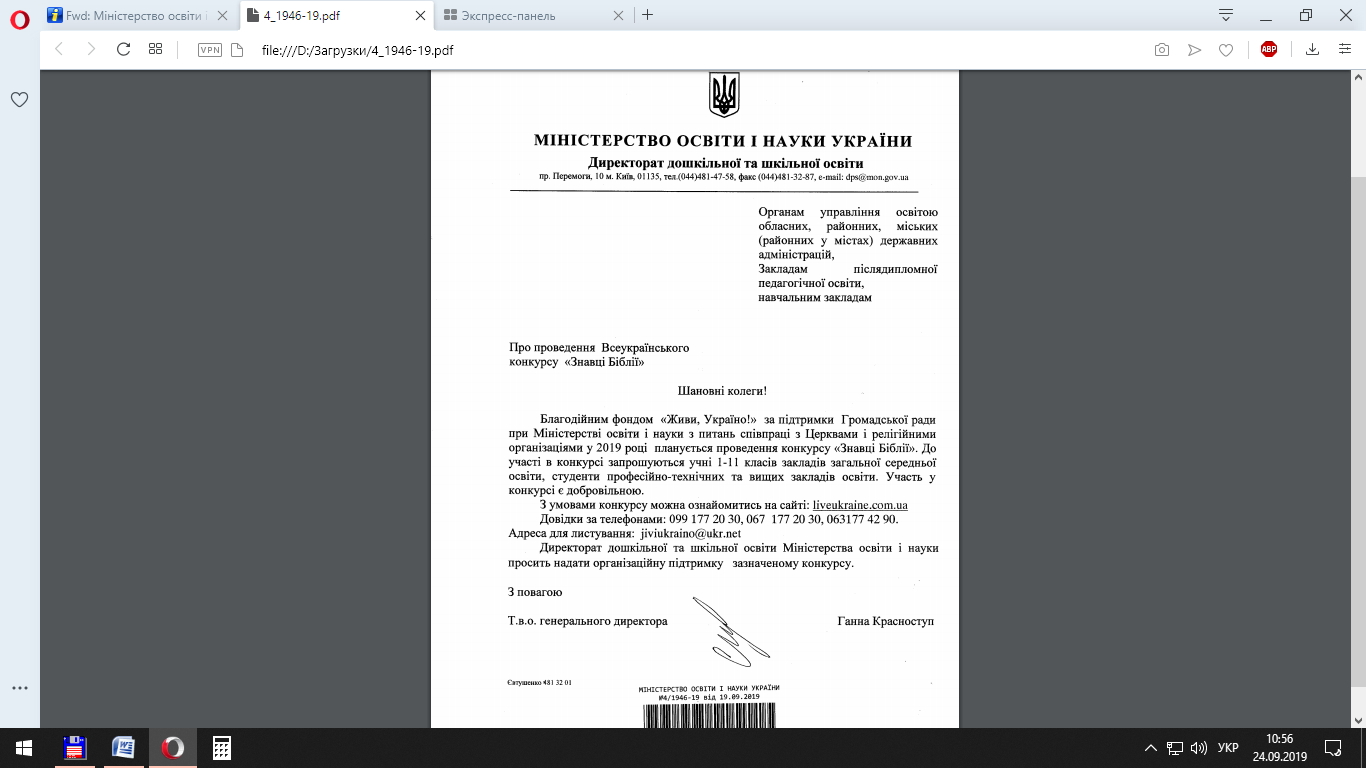 Fwd: Міністерство освіти і
4_1946-19.pdf
Экспресс-панель
VPN
file:///D:/Загрузки/4_1946-19.pdf
ABP
МІНІСТЕРСТВО ОСВІТИ І НАУКИ УКРАЇНИ
Директорат дошкільної та шкільної освіти
пр. Перемоги, 10 м. Київ, 01135, тел.(044)481-47-58, факс (044)481-32-87, e-mail: dps@mon.gov.ua
Органам управління освітою
обласних, районних, міських
(районних у містах) державних
адміністрацій,
Закладам післядипломної
педагогічної освіти,
навчальним закладам
Про проведення Всеукраїнського
конкурсу «Знавці Біблії»
Шановні колеги!
Благодійним фондом «Живи, Україно!» за підтримки Громадської ради
при Міністерстві освіти і науки з питань співпраці з Церквами і релігійними
організаціями у 2019 році планується проведення конкурсу «Знавці Біблії». До
участі в конкурсі запрошуються учні 1-11 класів закладів загальної середньої
освіти, студенти професійно-технічних та вищих закладів освіти. Участь у
конкурсі є добровільною.
З умовами конкурсу можна ознайомитись на сайті: liveukraine.com.ua
Довідки за телефонами: 099 177 20 30, 067 177 20 30, 063177 42 90.
Адреса для листування: jiviukraino@ukr.net
Директорат дошкільної та шкільної освіти Міністерства освіти і науки
просить надати організаційну підтримку зазначеному конкурсу.
З повагою
Т.в.о. генерального директора Ганна Красноступ
Євтушенко 481 32 01
МІНІСТЕРСТВО ОСВІТИ І НАУКИ УКРАЇНИ
№4/1946-19 від 19.09.2019
УКР
10:56
24.09.2019